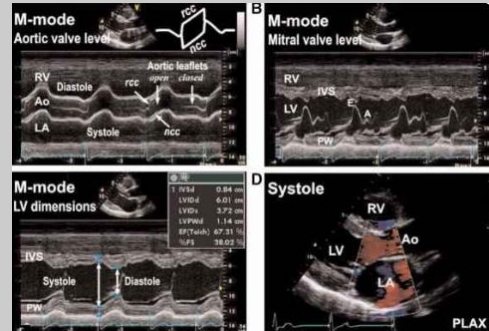 M-mode
Aortic valve level
rcc
ncc
RV
Diastole
Aortic leaflets
open closed
rcc
Ao
LA
Systole
ncc
B
M-mode
Mitral valve level
RV
IVS
LV
E
A
PW
M-mode
LV dimensions
1 IVSd 0.84 cm
LVIDd 6.01 cm
LVIDs 3.72 cm
LVPWd 1.14 cm
EF(Teich) 67.31 %
%FS 38.02 %
IVS
Systole
Diastole
PW
D
Systole
RV
Ao
LV
LA
PLAX